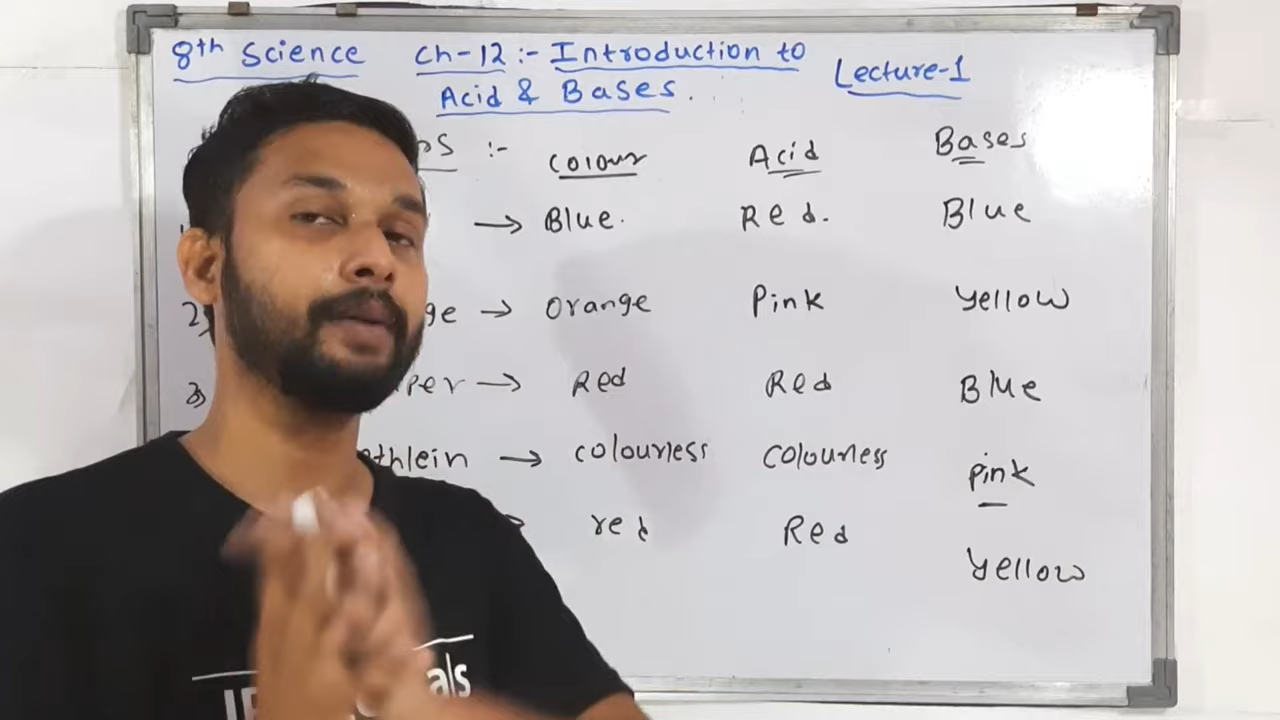 8th Science Ch-12 :- Introduction to Lecture-1
Acid & Bases.
:- Colour Acid Bases
→ Blue. Red. Blue
2) ge → Orange Pink Yellow
3) per → Red Red Blue
thlein → colourless Colourless Pink
red Red Yellow
als